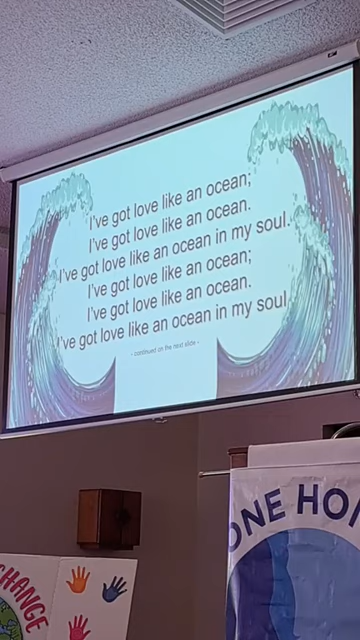 I've got love like an ocean;
I've got love like an ocean.
I've got love like an ocean in my soul.
I've got love like an ocean;
I've got love like an ocean.
I've got love like an ocean in my soul
- continued on the next slide -
ONE
CHANGE